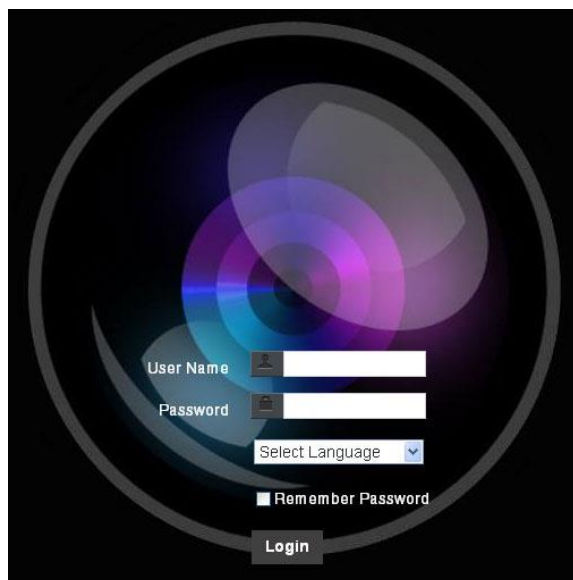 User Name
Password
Select Language
Remember Password
Login